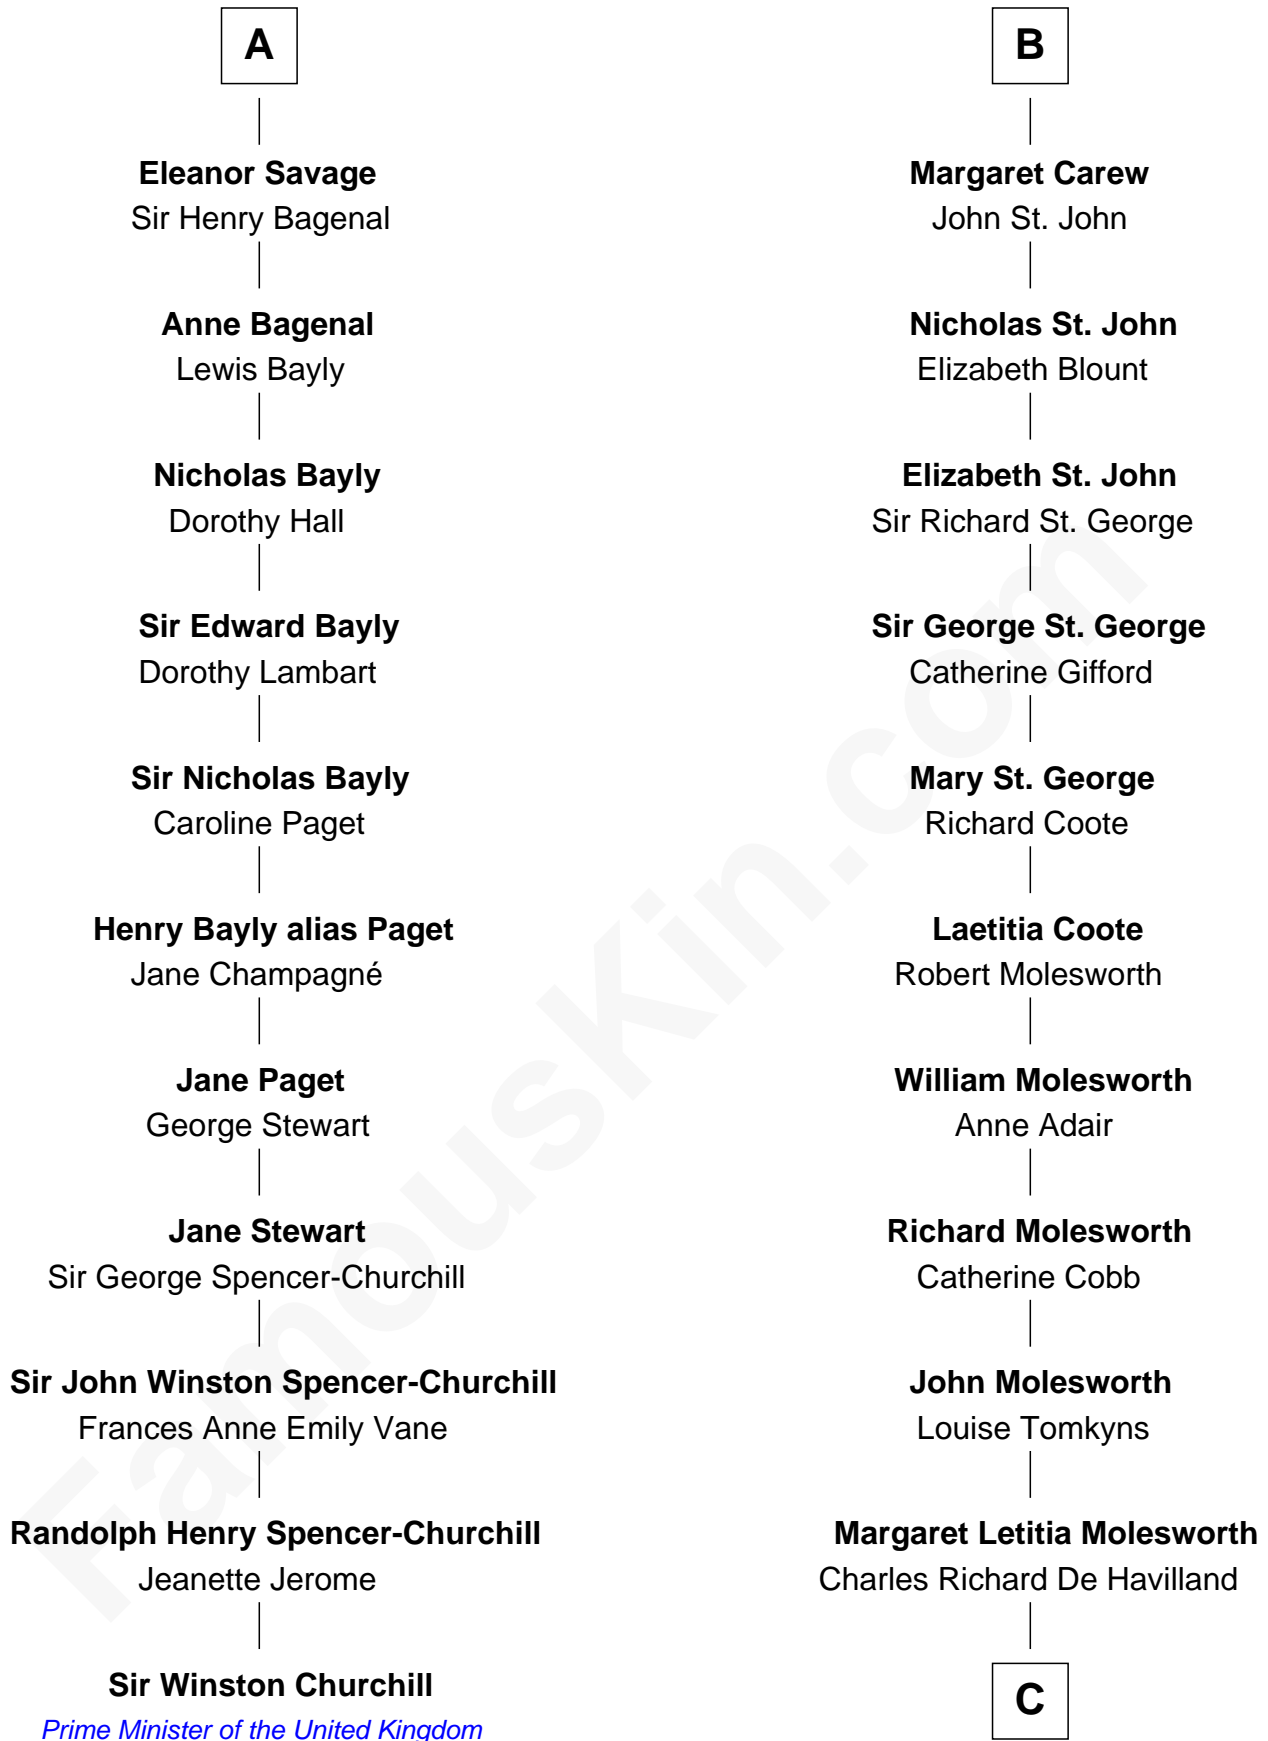 A
Eleanor Savage
Sir Henry Bagenal
Anne Bagenal
Lewis Bayly
Nicholas Bayly
Dorothy Hall
Sir Edward Bayly
Dorothy Lambart
Sir Nicholas Bayly
Caroline Paget
Henry Bayly alias Paget
Jane Champagné
Jane Paget
George Stewart
Jane Stewart
Sir George Spencer-Churchill
Sir John Winston Spencer-Churchill
Frances Anne Emily Vane
Randolph Henry Spencer-Churchill
Jeanette Jerome
Sir Winston Churchill
Prime Minister of the United Kingdom
B
Margaret Carew
John St. John
Nicholas St. John
Elizabeth Blount
Elizabeth St. John
Sir Richard St. George
Sir George St. George
Catherine Gifford
Mary St. George
Richard Coote
Laetitia Coote
Robert Molesworth
William Molesworth
Anne Adair
Richard Molesworth
Catherine Cobb
John Molesworth
Louise Tomkyns
Margaret Letitia Molesworth
Charles Richard De Havilland
C
FamousKin.com